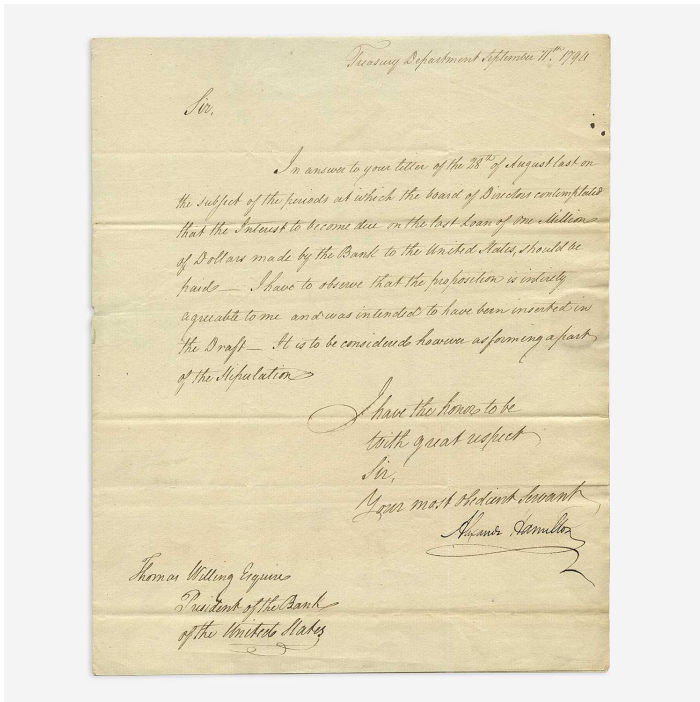 Treasury Department September 11th. 1794
Sir,
In answer to your letter of the 28th of August last on
the subject of the periods at which the board of Directors contemplated
that the Interest to become due on the last Loan of one Million
of Dollars made by the Bank to the United States, should be
paid — I have to observe that the proposition is intirely
agreeable to me and was intended to have been inserted in
the Draft — It is to be considered however as forming a part
of the Stipulation
I have the honor to be
with great respect
Sir,
Your most obedient Servant
Alexander Hamilton
Thomas Willing Esquire
President of the Bank
of the United States